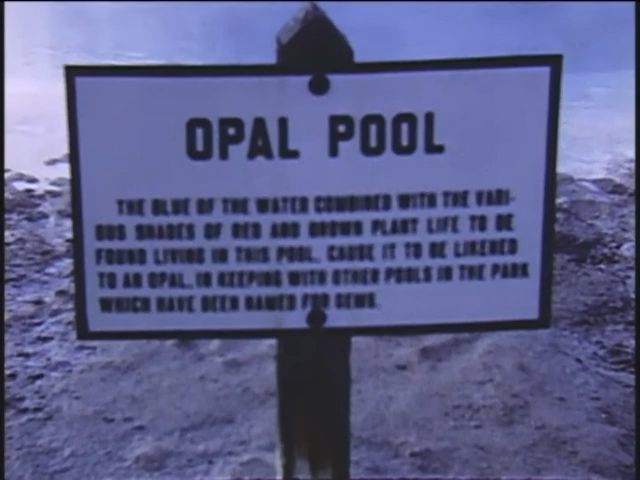 OPAL POOL
THE BLUE OF THE WATER COMBINED WITH THE VARI-
OUS SHADES OF RED AND BROWN PLANT LIFE TO BE
FOUND LIVING IN THIS POOL, CAUSE IT TO BE LIKENED
TO AN OPAL, IN KEEPING WITH OTHER POOLS IN THE PARK
WHICH HAVE BEEN NAMED FOR GEMS.